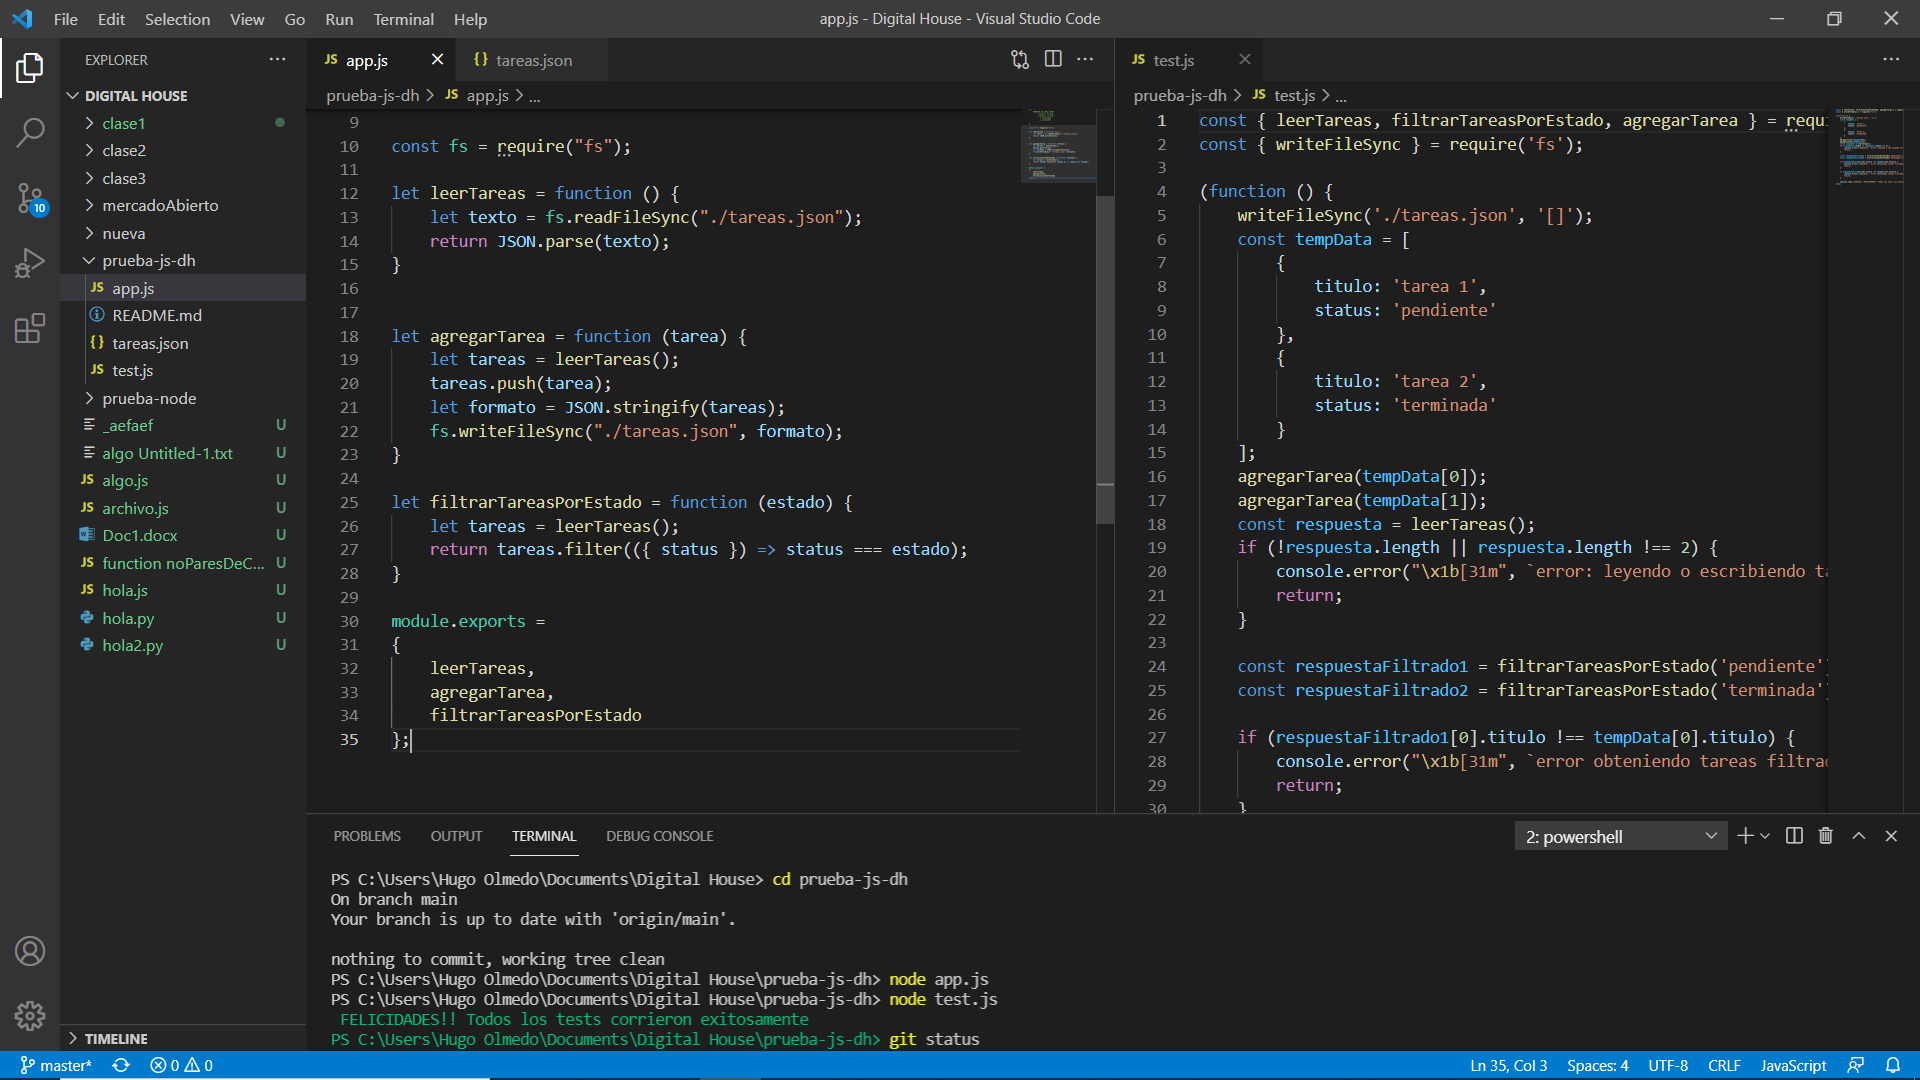 File Edit Selection View Go Run Terminal Help
app.js - Digital House - Visual Studio Code
EXPLORER
DIGITAL HOUSE
clase1
clase2
clase3
mercadoAbierto
nueva
prueba-js-dh
JS app.js
README.md
{} tareas.json
JS test.js
prueba-node
_aefaef U
algo Untitled-1.txt U
JS algo.js U
JS archivo.js U
Doc1.docx U
JS function noParesDeC... U
JS hola.js U
hola.py U
hola2.py U
TIMELINE
10
JS app.js
{} tareas.json
prueba-js-dh > JS app.js > ...
9
10 const fs = require("fs");
11
12 let leerTareas = function () {
13 let texto = fs.readFileSync("./tareas.json");
14 return JSON.parse(texto);
15 }
16
17
18 let agregarTarea = function (tarea) {
19 let tareas = leerTareas();
20 tareas.push(tarea);
21 let formato = JSON.stringify(tareas);
22 fs.writeFileSync("./tareas.json", formato);
23 }
24
25 let filtrarTareasPorEstado = function (estado) {
26 let tareas = leerTareas();
27 return tareas.filter(({ status }) => status === estado);
28 }
29
30 module.exports =
31 {
32 leerTareas,
33 agregarTarea,
34 filtrarTareasPorEstado
35 };
JS test.js
prueba-js-dh > JS test.js > ...
1 const { leerTareas, filtrarTareasPorEstado, agregarTarea } = requi
2 const { writeFileSync } = require('fs');
3
4 (function () {
5 writeFileSync('./tareas.json', '[]');
6 const tempData = [
7 {
8 titulo: 'tarea 1',
9 status: 'pendiente'
10 },
11 {
12 titulo: 'tarea 2',
13 status: 'terminada'
14 }
15 ];
16 agregarTarea(tempData[0]);
17 agregarTarea(tempData[1]);
18 const respuesta = leerTareas();
19 if (!respuesta.length || respuesta.length !== 2) {
20 console.error("\x1b[31m", `error: leyendo o escribiendo ta
21 return;
22 }
23
24 const respuestaFiltrado1 = filtrarTareasPorEstado('pendiente'
25 const respuestaFiltrado2 = filtrarTareasPorEstado('terminada'
26
27 if (respuestaFiltrado1[0].titulo !== tempData[0].titulo) {
28 console.error("\x1b[31m", `error obteniendo tareas filtrad
29 return;
30 }
PROBLEMS OUTPUT TERMINAL DEBUG CONSOLE
2: powershell
PS C:\Users\Hugo Olmedo\Documents\Digital House> cd prueba-js-dh
On branch main
Your branch is up to date with 'origin/main'.
nothing to commit, working tree clean
PS C:\Users\Hugo Olmedo\Documents\Digital House\prueba-js-dh> node app.js
PS C:\Users\Hugo Olmedo\Documents\Digital House\prueba-js-dh> node test.js
FELICIDADES!! Todos los tests corrieron exitosamente
PS C:\Users\Hugo Olmedo\Documents\Digital House\prueba-js-dh> git status
master* 0 0
Ln 35, Col 3 Spaces: 4 UTF-8 CRLF JavaScript